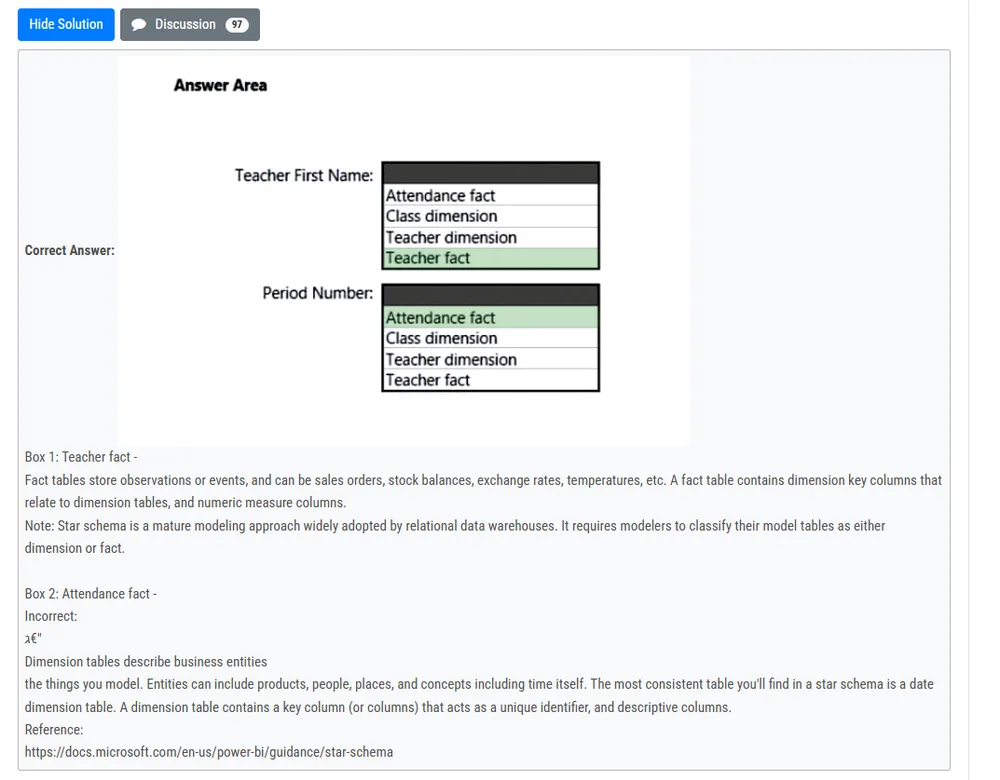 Hide Solution
Discussion 97
Answer Area
Teacher First Name:
Attendance fact
Class dimension
Teacher dimension
Teacher fact
Correct Answer:
Period Number:
Attendance fact
Class dimension
Teacher dimension
Teacher fact
Box 1: Teacher fact -
Fact tables store observations or events, and can be sales orders, stock balances, exchange rates, temperatures, etc. A fact table contains dimension key columns that
relate to dimension tables, and numeric measure columns.
Note: Star schema is a mature modeling approach widely adopted by relational data warehouses. It requires modelers to classify their model tables as either
dimension or fact.
Box 2: Attendance fact -
Incorrect:
Dimension tables describe business entities
the things you model. Entities can include products, people, places, and concepts including time itself. The most consistent table you'll find in a star schema is a date
dimension table. A dimension table contains a key column (or columns) that acts as a unique identifier, and descriptive columns.
Reference:
https://docs.microsoft.com/en-us/power-bi/guidance/star-schema